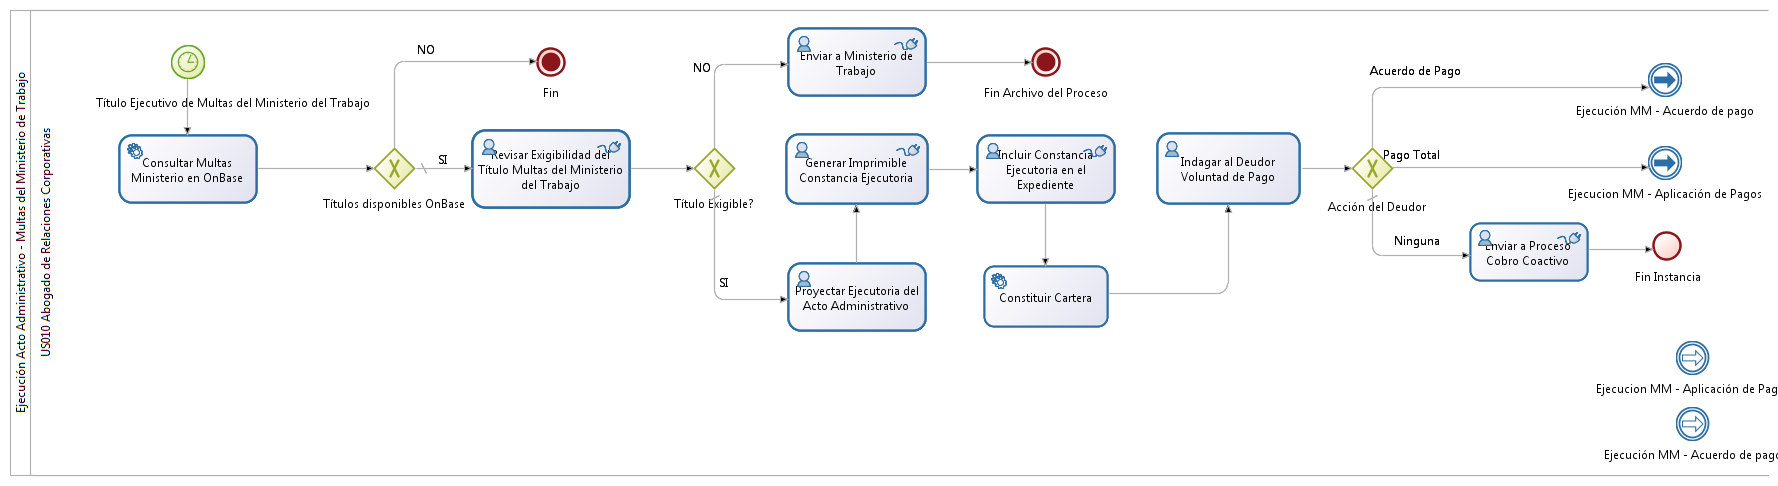 Ejecución Acto Administrativo - Multas del Ministerio de Trabajo
US010 Abogado de Relaciones Corporativas
Título Ejecutivo de Multas del Ministerio del Trabajo
Consultar Multas
Ministerio en OnBase
NO
Fin
Títulos disponibles OnBase
SI
Revisar Exigibilidad del
Título Multas del Ministerio
del Trabajo
Título Exigible?
NO
Enviar a Ministerio de
Trabajo
Fin Archivo del Proceso
SI
Proyectar Ejecutoria del
Acto Administrativo
Generar Imprimible
Constancia Ejecutoria
Incluir Constancia
Ejecutoria en el
Expediente
Constituir Cartera
Indagar al Deudor
Voluntad de Pago
Acción del Deudor
Acuerdo de Pago
Ejecución MM - Acuerdo de pago
Pago Total
Ejecucion MM - Aplicación de Pagos
Ninguna
Enviar a Proceso
Cobro Coactivo
Fin Instancia
Ejecucion MM - Aplicación de Pag
Ejecución MM - Acuerdo de pago